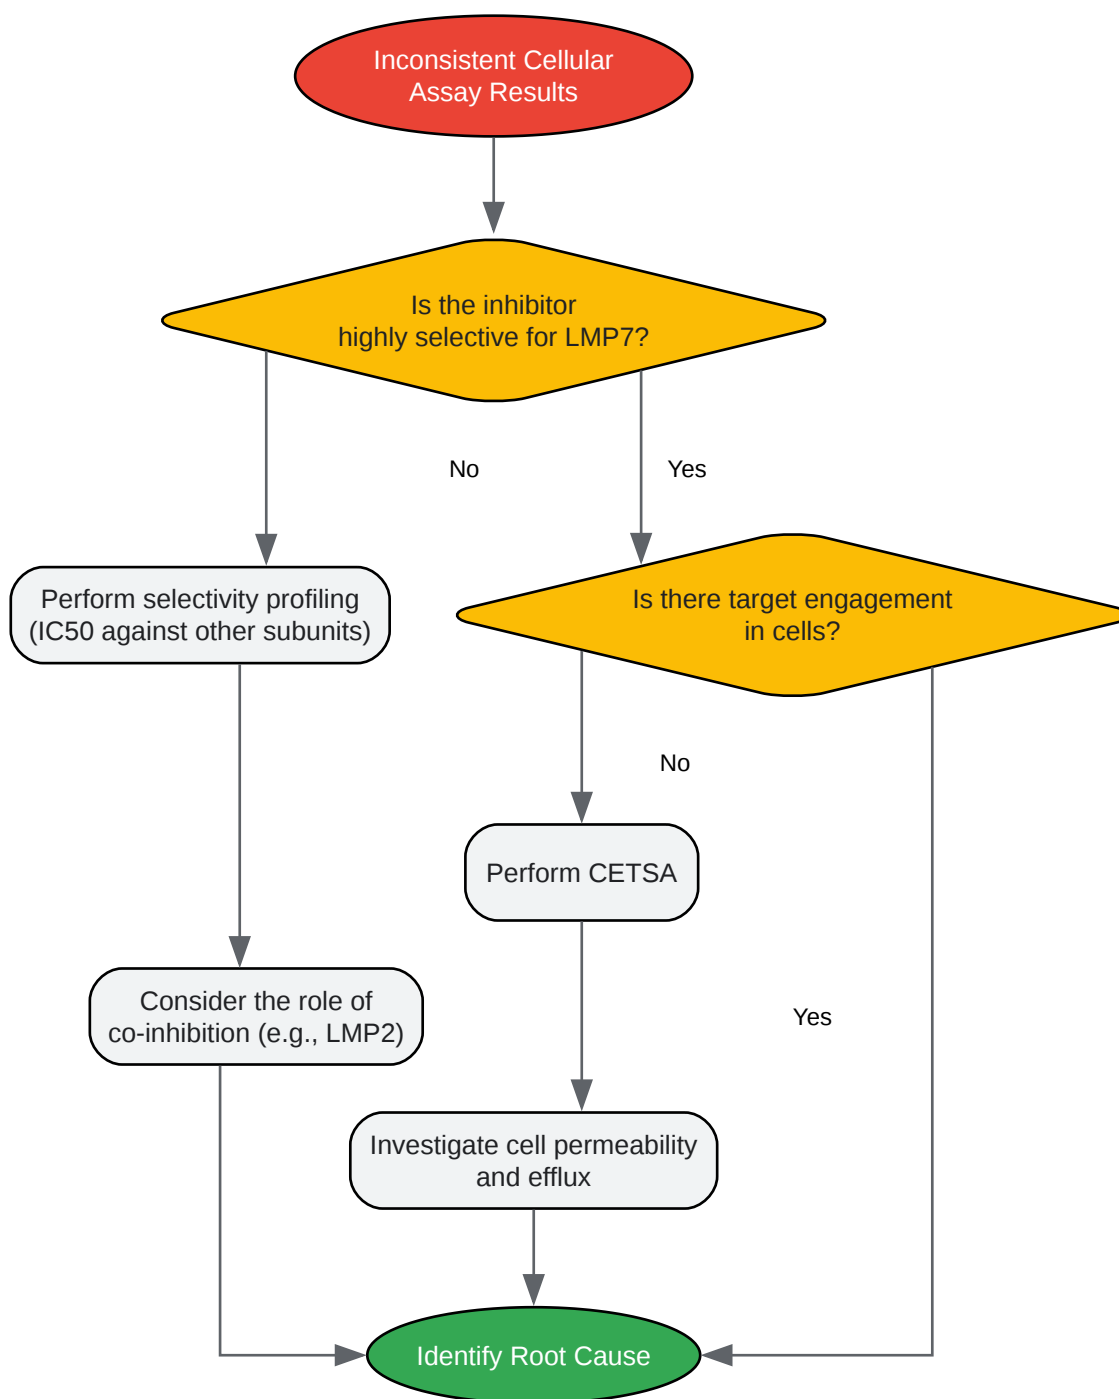 Inconsistent Cellular
Assay Results
Is the inhibitor
highly selective for LMP7?
No
Yes
Perform selectivity profiling
(IC50 against other subunits)
Is there target engagement
in cells?
No
Perform CETSA
Consider the role of
co-inhibition (e.g., LMP2)
Yes
Investigate cell permeability
and efflux
Identify Root Cause